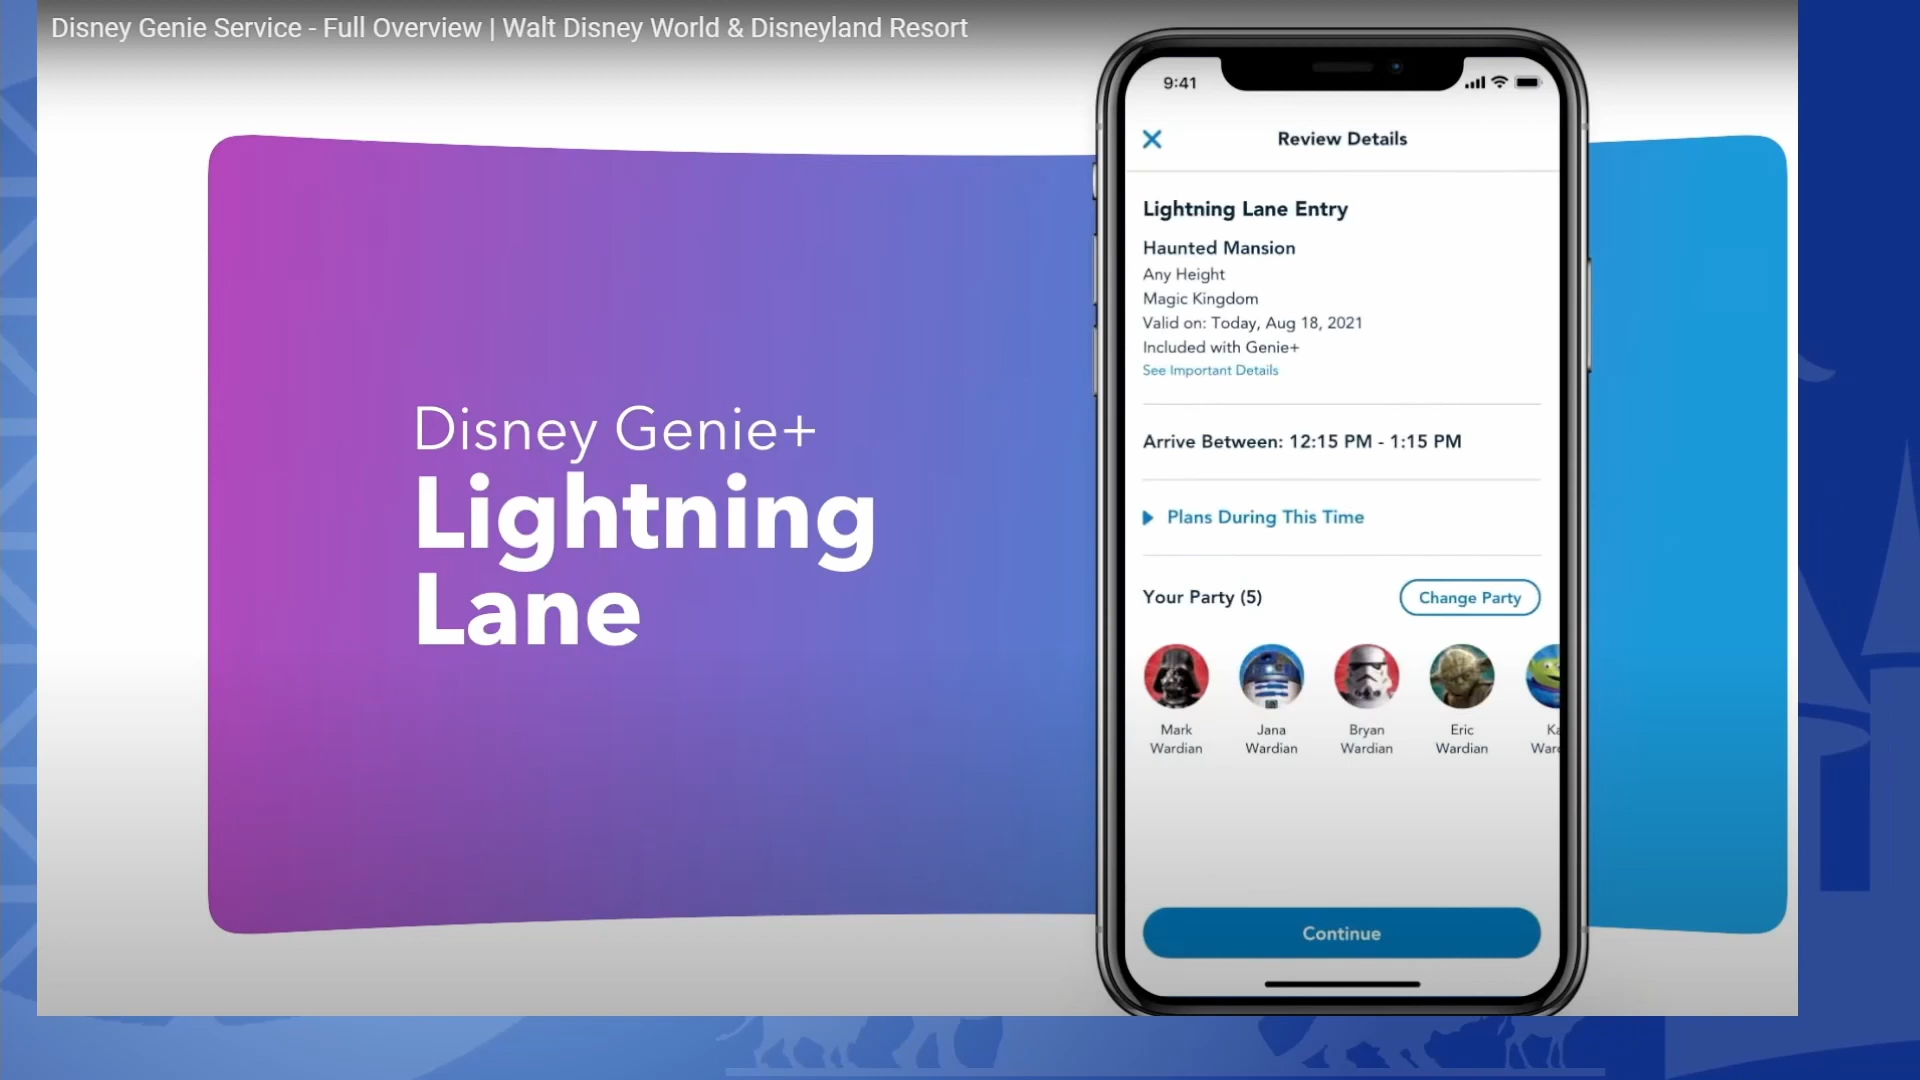 Disney Genie Service - Full Overview | Walt Disney World & Disneyland Resort
Disney Genie+
Lightning
Lane
9:41
Review Details
Lightning Lane Entry
Haunted Mansion
Any Height
Magic Kingdom
Valid on: Today, Aug 18, 2021
Included with Genie+
See Important Details
Arrive Between: 12:15 PM - 1:15 PM
Plans During This Time
Your Party (5)
Change Party
Mark
Wardian
Jana
Wardian
Bryan
Wardian
Eric
Wardian
Continue